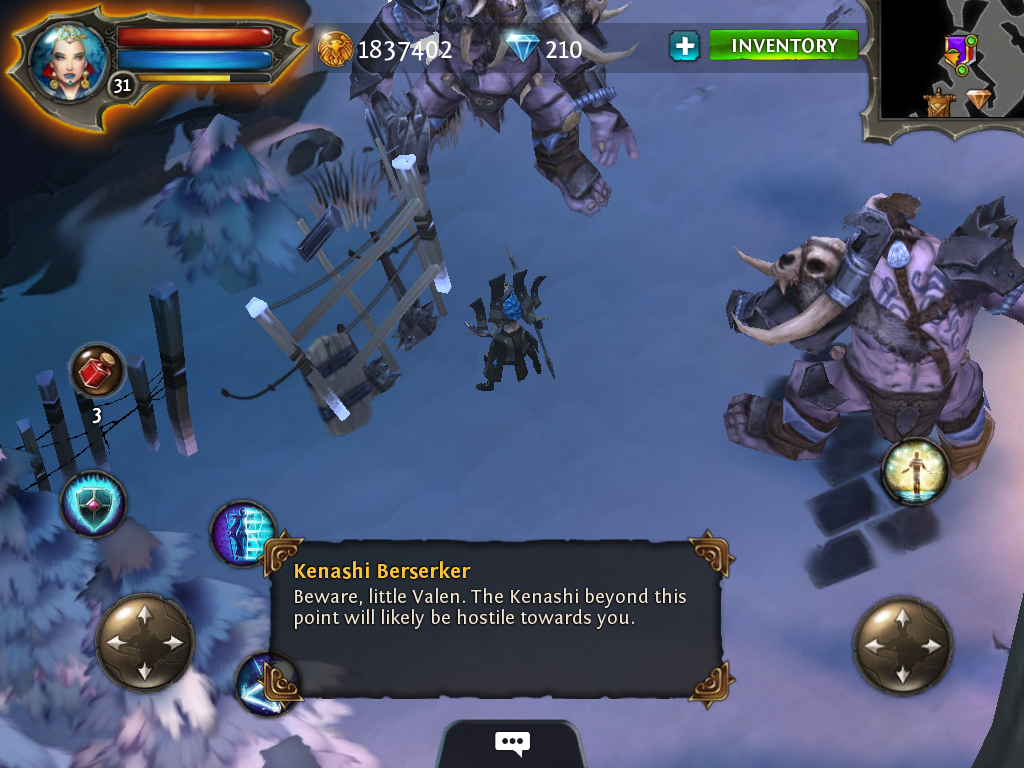 1837402
210
INVENTORY
31
3
Kenashi Berserker
Beware, little Valen. The Kenashi beyond this
point will likely be hostile towards you.